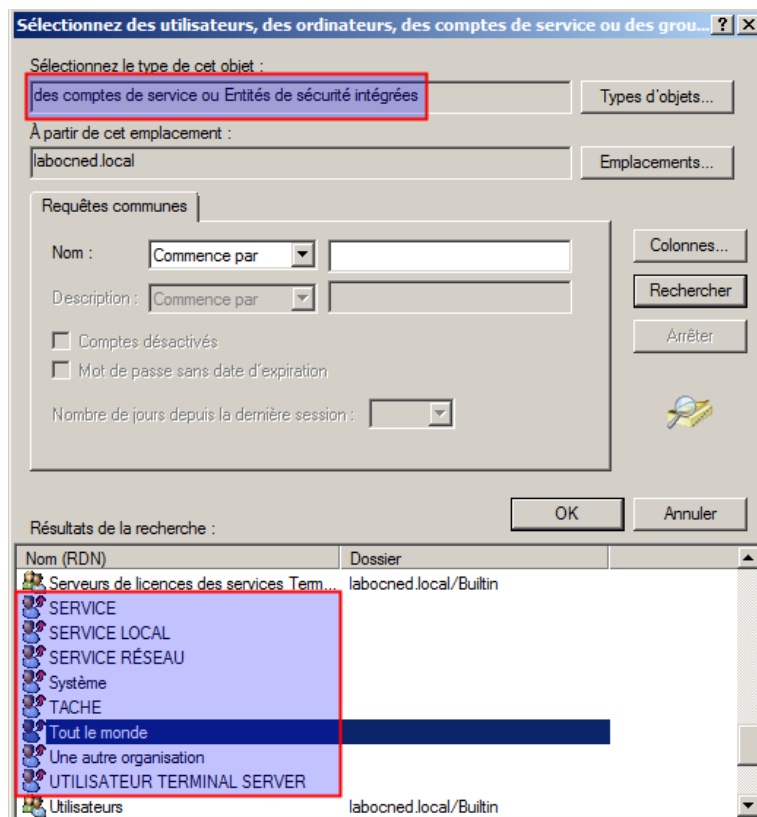 Sélectionnez des utilisateurs, des ordinateurs, des comptes de service ou des grou...
Sélectionnez le type de cet objet :
des comptes de service ou Entités de sécurité intégrées
Types d'objets...
À partir de cet emplacement :
labocned.local
Emplacements...
Requêtes communes
Nom :
Commence par
Colonnes...
Description :
Commence par
Rechercher
Comptes désactivés
Arrêter
Mot de passe sans date d'expiration
Nombre de jours depuis la dernière session :
OK
Annuler
Résultats de la recherche :
Nom (RDN) Dossier
Serveurs de licences des services Term... labocned.local/Builtin
SERVICE
SERVICE LOCAL
SERVICE RÉSEAU
Système
TACHE
Tout le monde
Une autre organisation
UTILISATEUR TERMINAL SERVER
Utilisateurs labocned.local/Builtin